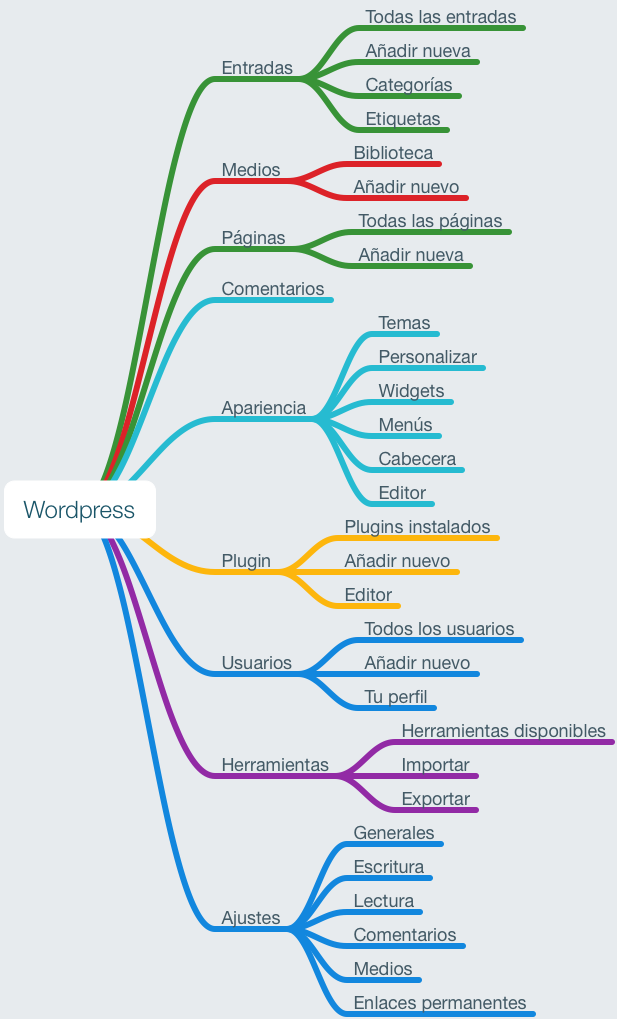 Wordpress
Entradas
Todas las entradas
Añadir nueva
Categorías
Etiquetas
Medios
Biblioteca
Añadir nuevo
Páginas
Todas las páginas
Añadir nueva
Comentarios
Apariencia
Temas
Personalizar
Widgets
Menús
Cabecera
Editor
Plugin
Plugins instalados
Añadir nuevo
Editor
Usuarios
Todos los usuarios
Añadir nuevo
Tu perfil
Herramientas
Herramientas disponibles
Importar
Exportar
Ajustes
Generales
Escritura
Lectura
Comentarios
Medios
Enlaces permanentes